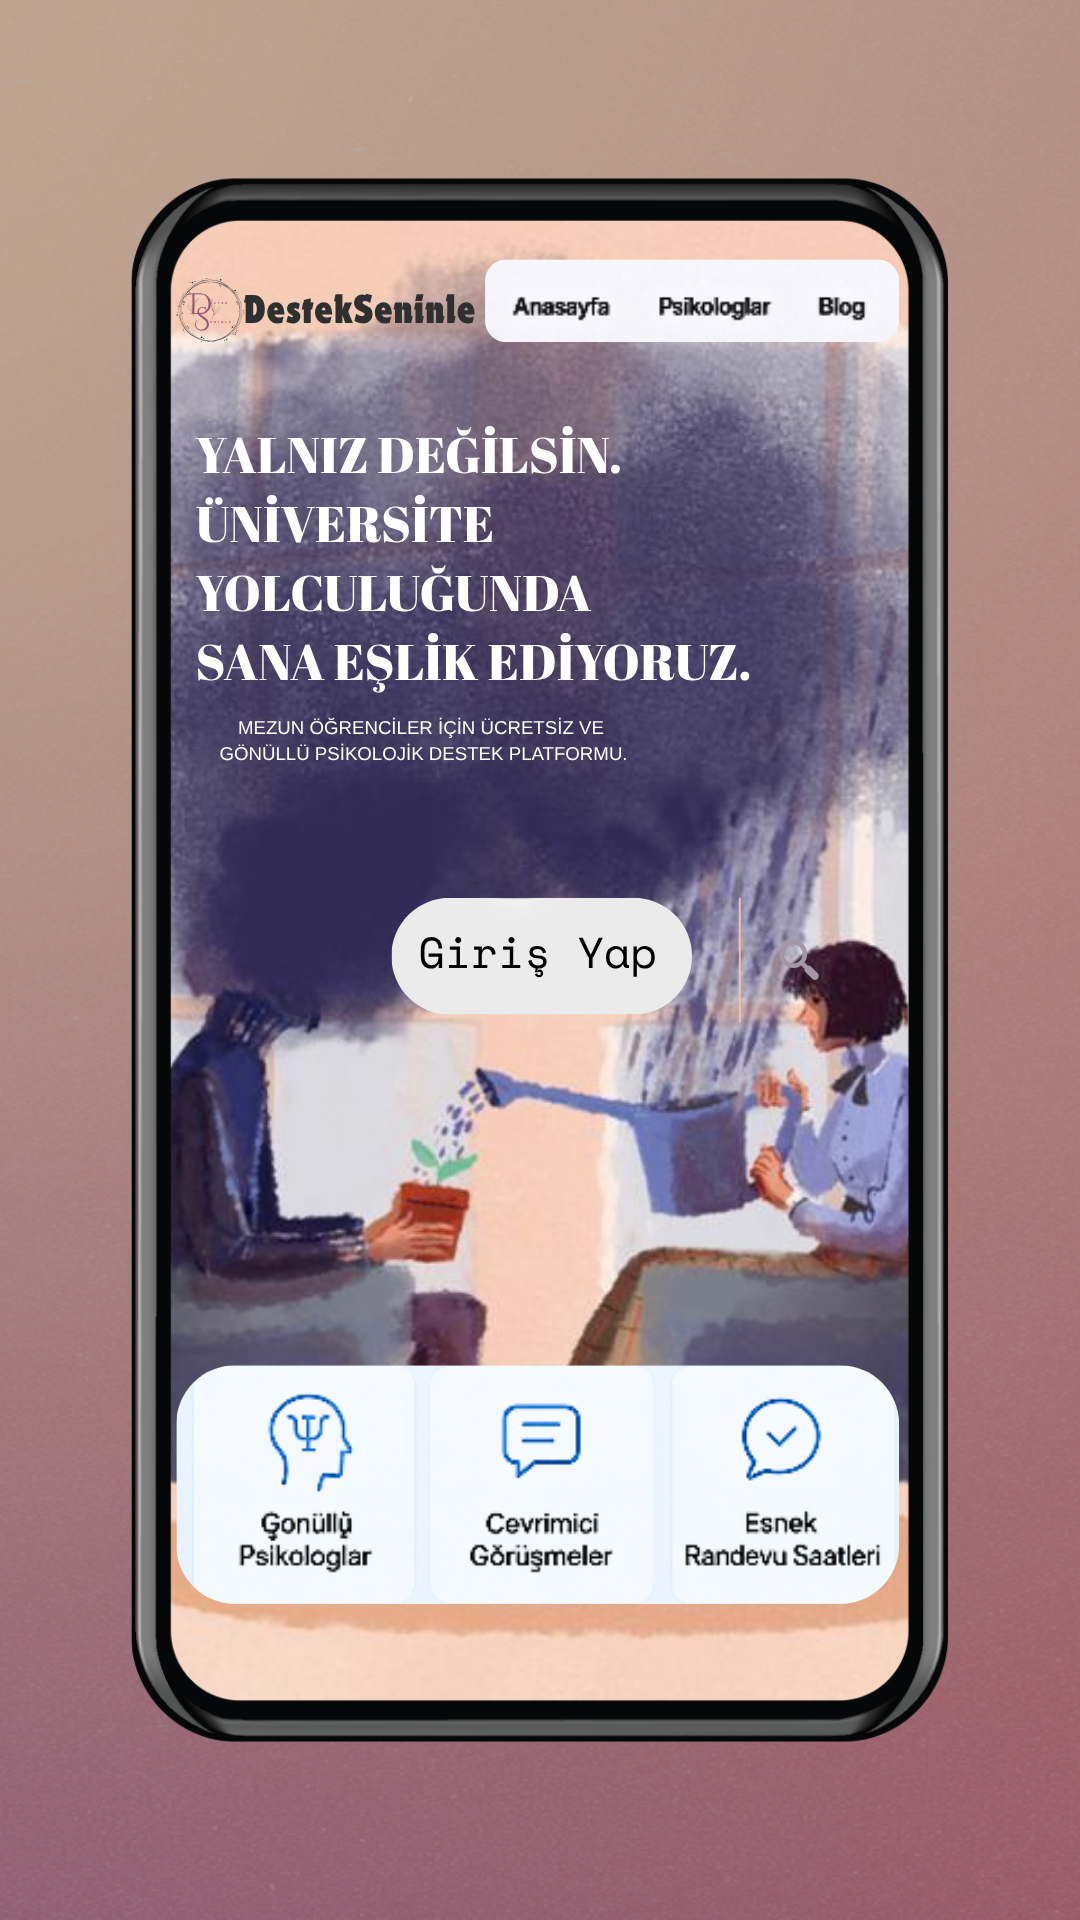 DestekSeninle
Anasayfa Psikologlar Blog
YALNIZ DEĞİLSİN.
ÜNİVERSİTE
YOLCULUĞUNDA
SANA EŞLİK EDİYORUZ.
MEZUN ÖĞRENCİLER İÇİN ÜCRETSİZ VE
GÖNÜLLÜ PSİKOLOJİK DESTEK PLATFORMU.
Giriş Yap
Gonüllü
Psikologlar
Cevrimici
Görüşmeler
Esnek
Randevu Saatleri